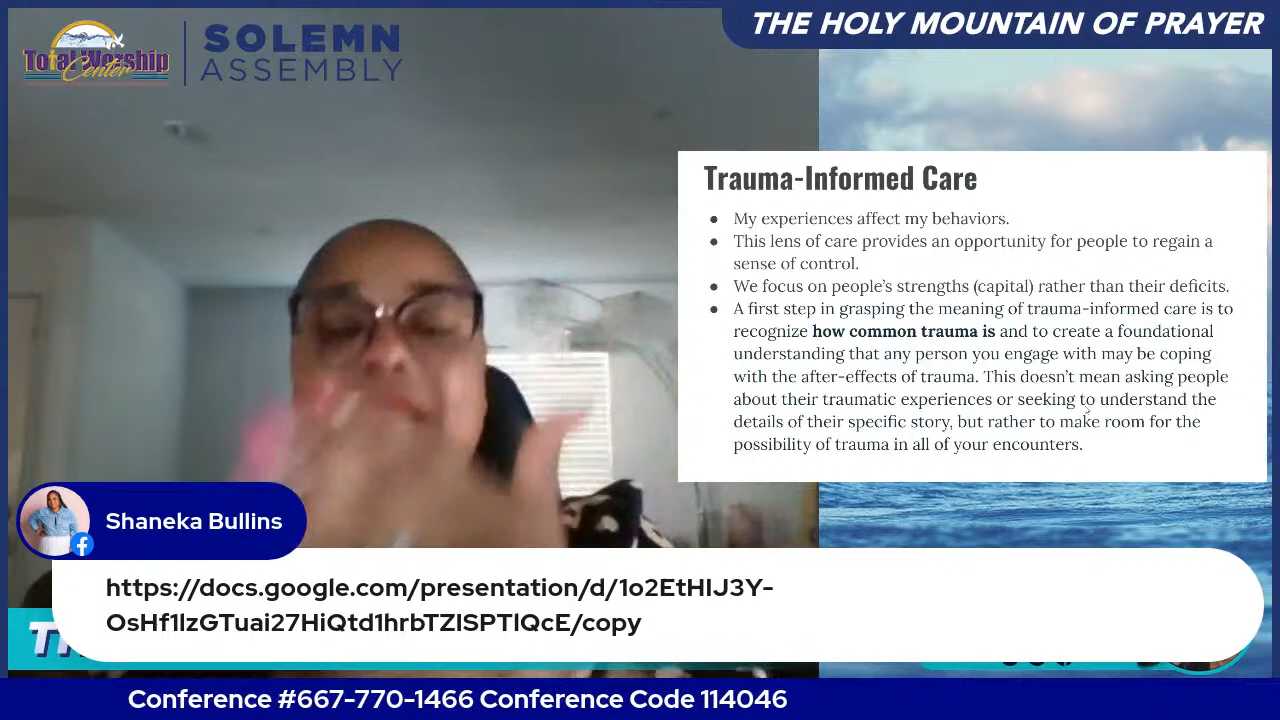 THE HOLY MOUNTAIN OF PRAYER
Total Worship
Center
SOLEMN
ASSEMBLY
Trauma-Informed Care
● My experiences affect my behaviors.
● This lens of care provides an opportunity for people to regain a
sense of control.
● We focus on people's strengths (capital) rather than their deficits.
● A first step in grasping the meaning of trauma-informed care is to
recognize how common trauma is and to create a foundational
understanding that any person you engage with may be coping
with the after-effects of trauma. This doesn't mean asking people
about their traumatic experiences or seeking to understand the
details of their specific story, but rather to make room for the
possibility of trauma in all of your encounters.
Shaneka Bullins
https://docs.google.com/presentation/d/1o2EtHIJ3Y-
OsHf1lzGTuai27HiQtd1hrbTZlSPTlQcE/copy
Conference #667-770-1466 Conference Code 114046